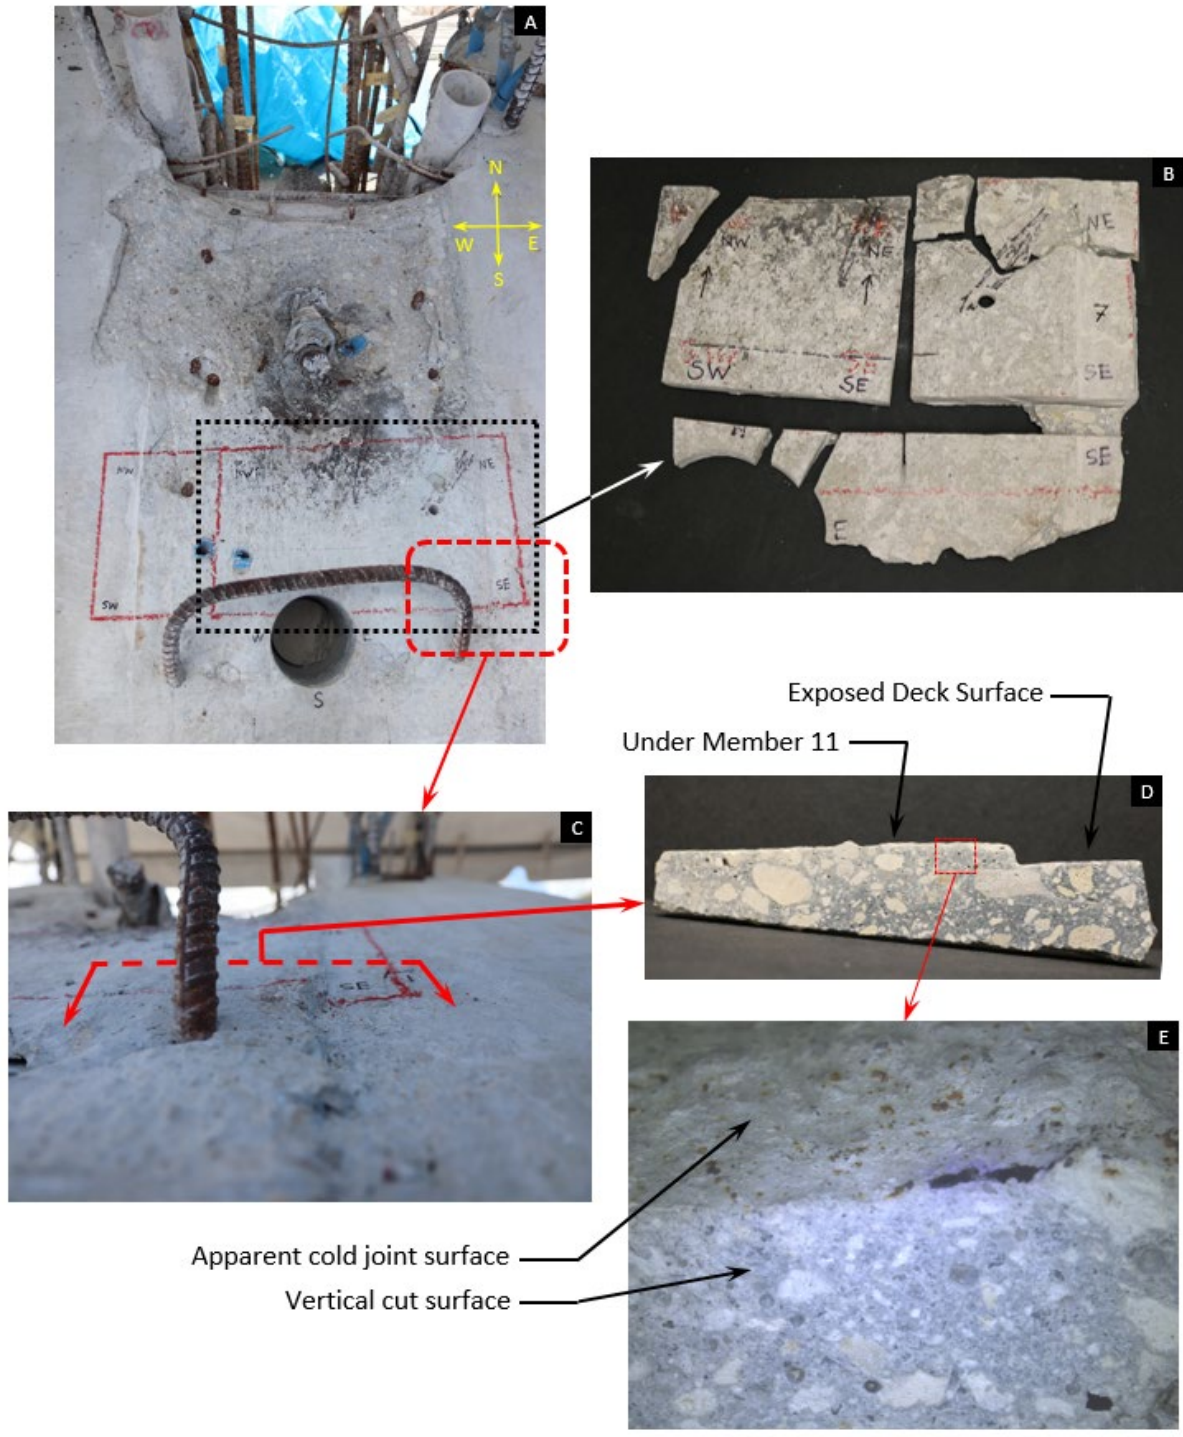 A
N
W E
S
NW
NW
NE
SW
SE
S
B
NW
NE
NE
7
SW
SE
SE
SE
E
Exposed Deck Surface
Under Member 11
C
SE
D
E
Apparent cold joint surface
Vertical cut surface